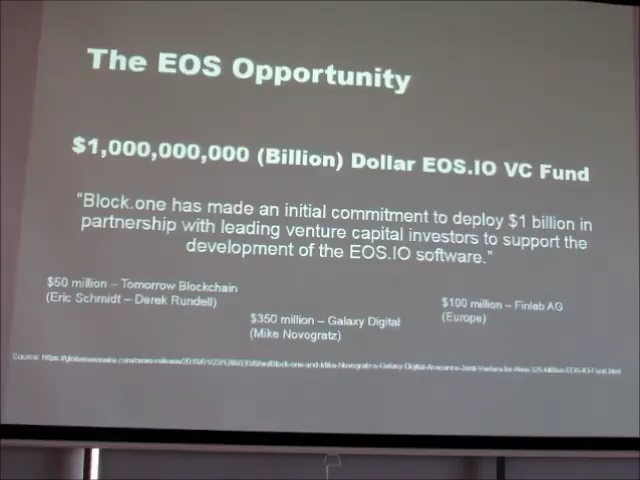 The EOS Opportunity
$1,000,000,000 (Billion) Dollar EOS.IO VC Fund
"Block.one has made an initial commitment to deploy $1 billion in
partnership with leading venture capital investors to support the
development of the EOS.IO software."
$50 million – Tomorrow Blockchain
(Eric Schmidt – Derek Rundell)
$350 million – Galaxy Digital
(Mike Novogratz)
$100 million – Finlab AG
(Europe)
Source: